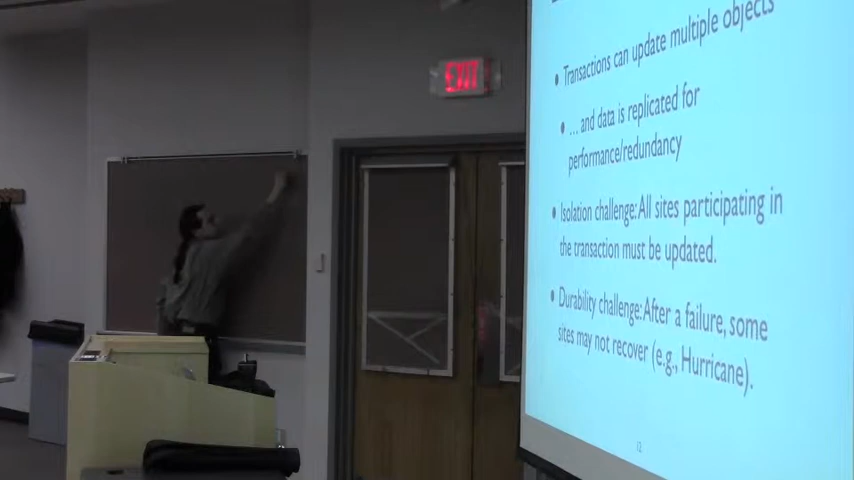 EXIT
• Transactions can update multiple objects
• ... and data is replicated for
performance/redundancy
• Isolation challenge: All sites participating in
the transaction must be updated.
• Durability challenge: After a failure, some
sites may not recover (e.g., Hurricane).
12